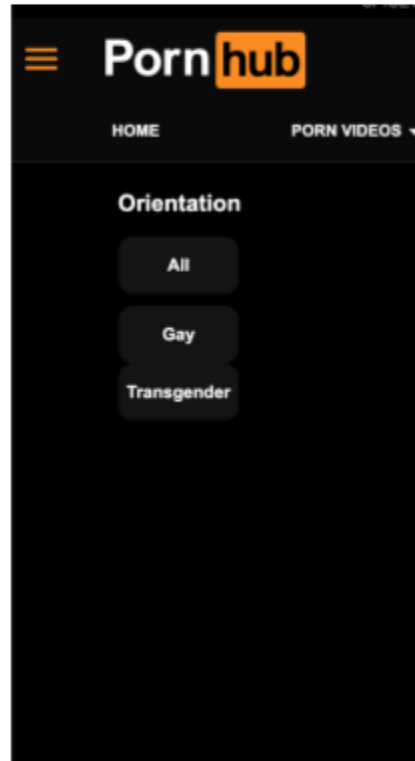 Porn hub
HOME PORN VIDEOS
Orientation
All
Gay
Transgender